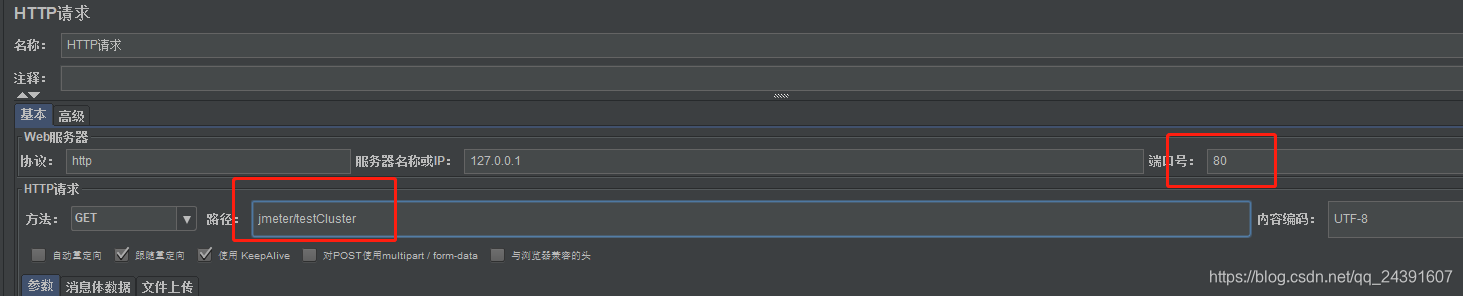 HTTP请求
名称： HTTP请求
注释：
基本 高级
Web服务器
协议： http 服务器名称或IP： 127.0.0.1 端口号： 80
HTTP请求
方法： GET 路径： jmeter/testCluster 内容编码： UTF-8
自动重定向 跟随重定向 使用 KeepAlive 对POST使用multipart / form-data 与浏览器兼容的头
参数 消息体数据 文件上传
https://blog.csdn.net/qq_24391607